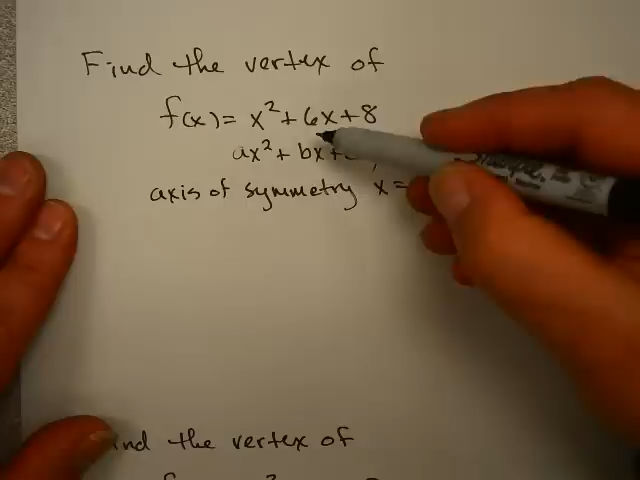 Find the vertex of
f(x) = x² + 6x + 8
ax² + bx +
axis of symmetry x =
the vertex of